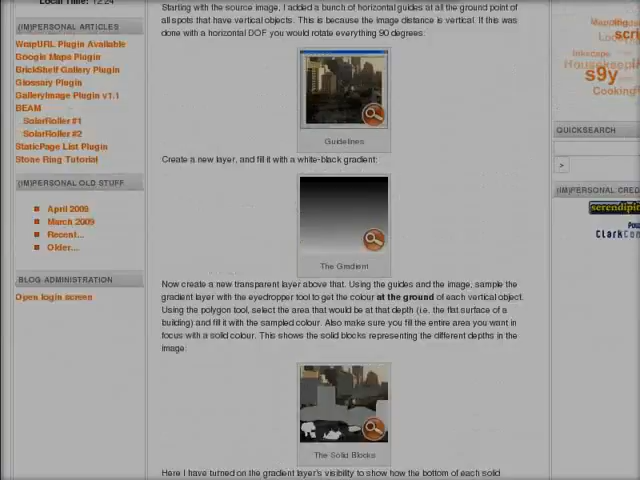 Local Time: 12:24
(IM)PERSONAL ARTICLES
WrapURL Plugin Available
Google Maps Plugin
BrickShelf Gallery Plugin
Glossary Plugin
GalleryImage Plugin v1.1
BEAM
SolarRoller #1
SolarRoller #2
StaticPage List Plugin
Stone Ring Tutorial
(IM)PERSONAL OLD STUFF
April 2009
March 2009
Recent...
Older...
BLOG ADMINISTRATION
Open login screen
Starting with the source image, I added a bunch of horizontal guides at all the ground point of
all spots that have vertical objects. This is because the image distance is vertical. If this was
done with a horizontal DOF you would rotate everything 90 degrees:
Guidelines
Create a new layer, and fill it with a white-black gradient:
The Gradient
Now create a new transparent layer above that. Using the guides and the image, sample the
gradient layer with the eyedropper tool to get the colour at the ground of each vertical object.
Using the polygon tool, select the area that would be at that depth (i.e. the flat surface of a
building) and fill it with the sampled colour. Also make sure you fill the entire area you want in
focus with a solid colour. This shows the solid blocks representing the different depths in the
image:
The Solid Blocks
Here I have turned on the gradient layer's visibility to show how the bottom of each solid
Mapping
scri
Inkscape
Housekeepi
s9y
Cooking
QUICKSEARCH
>
(IM)PERSONAL CRED
serendipit
ClarkCon